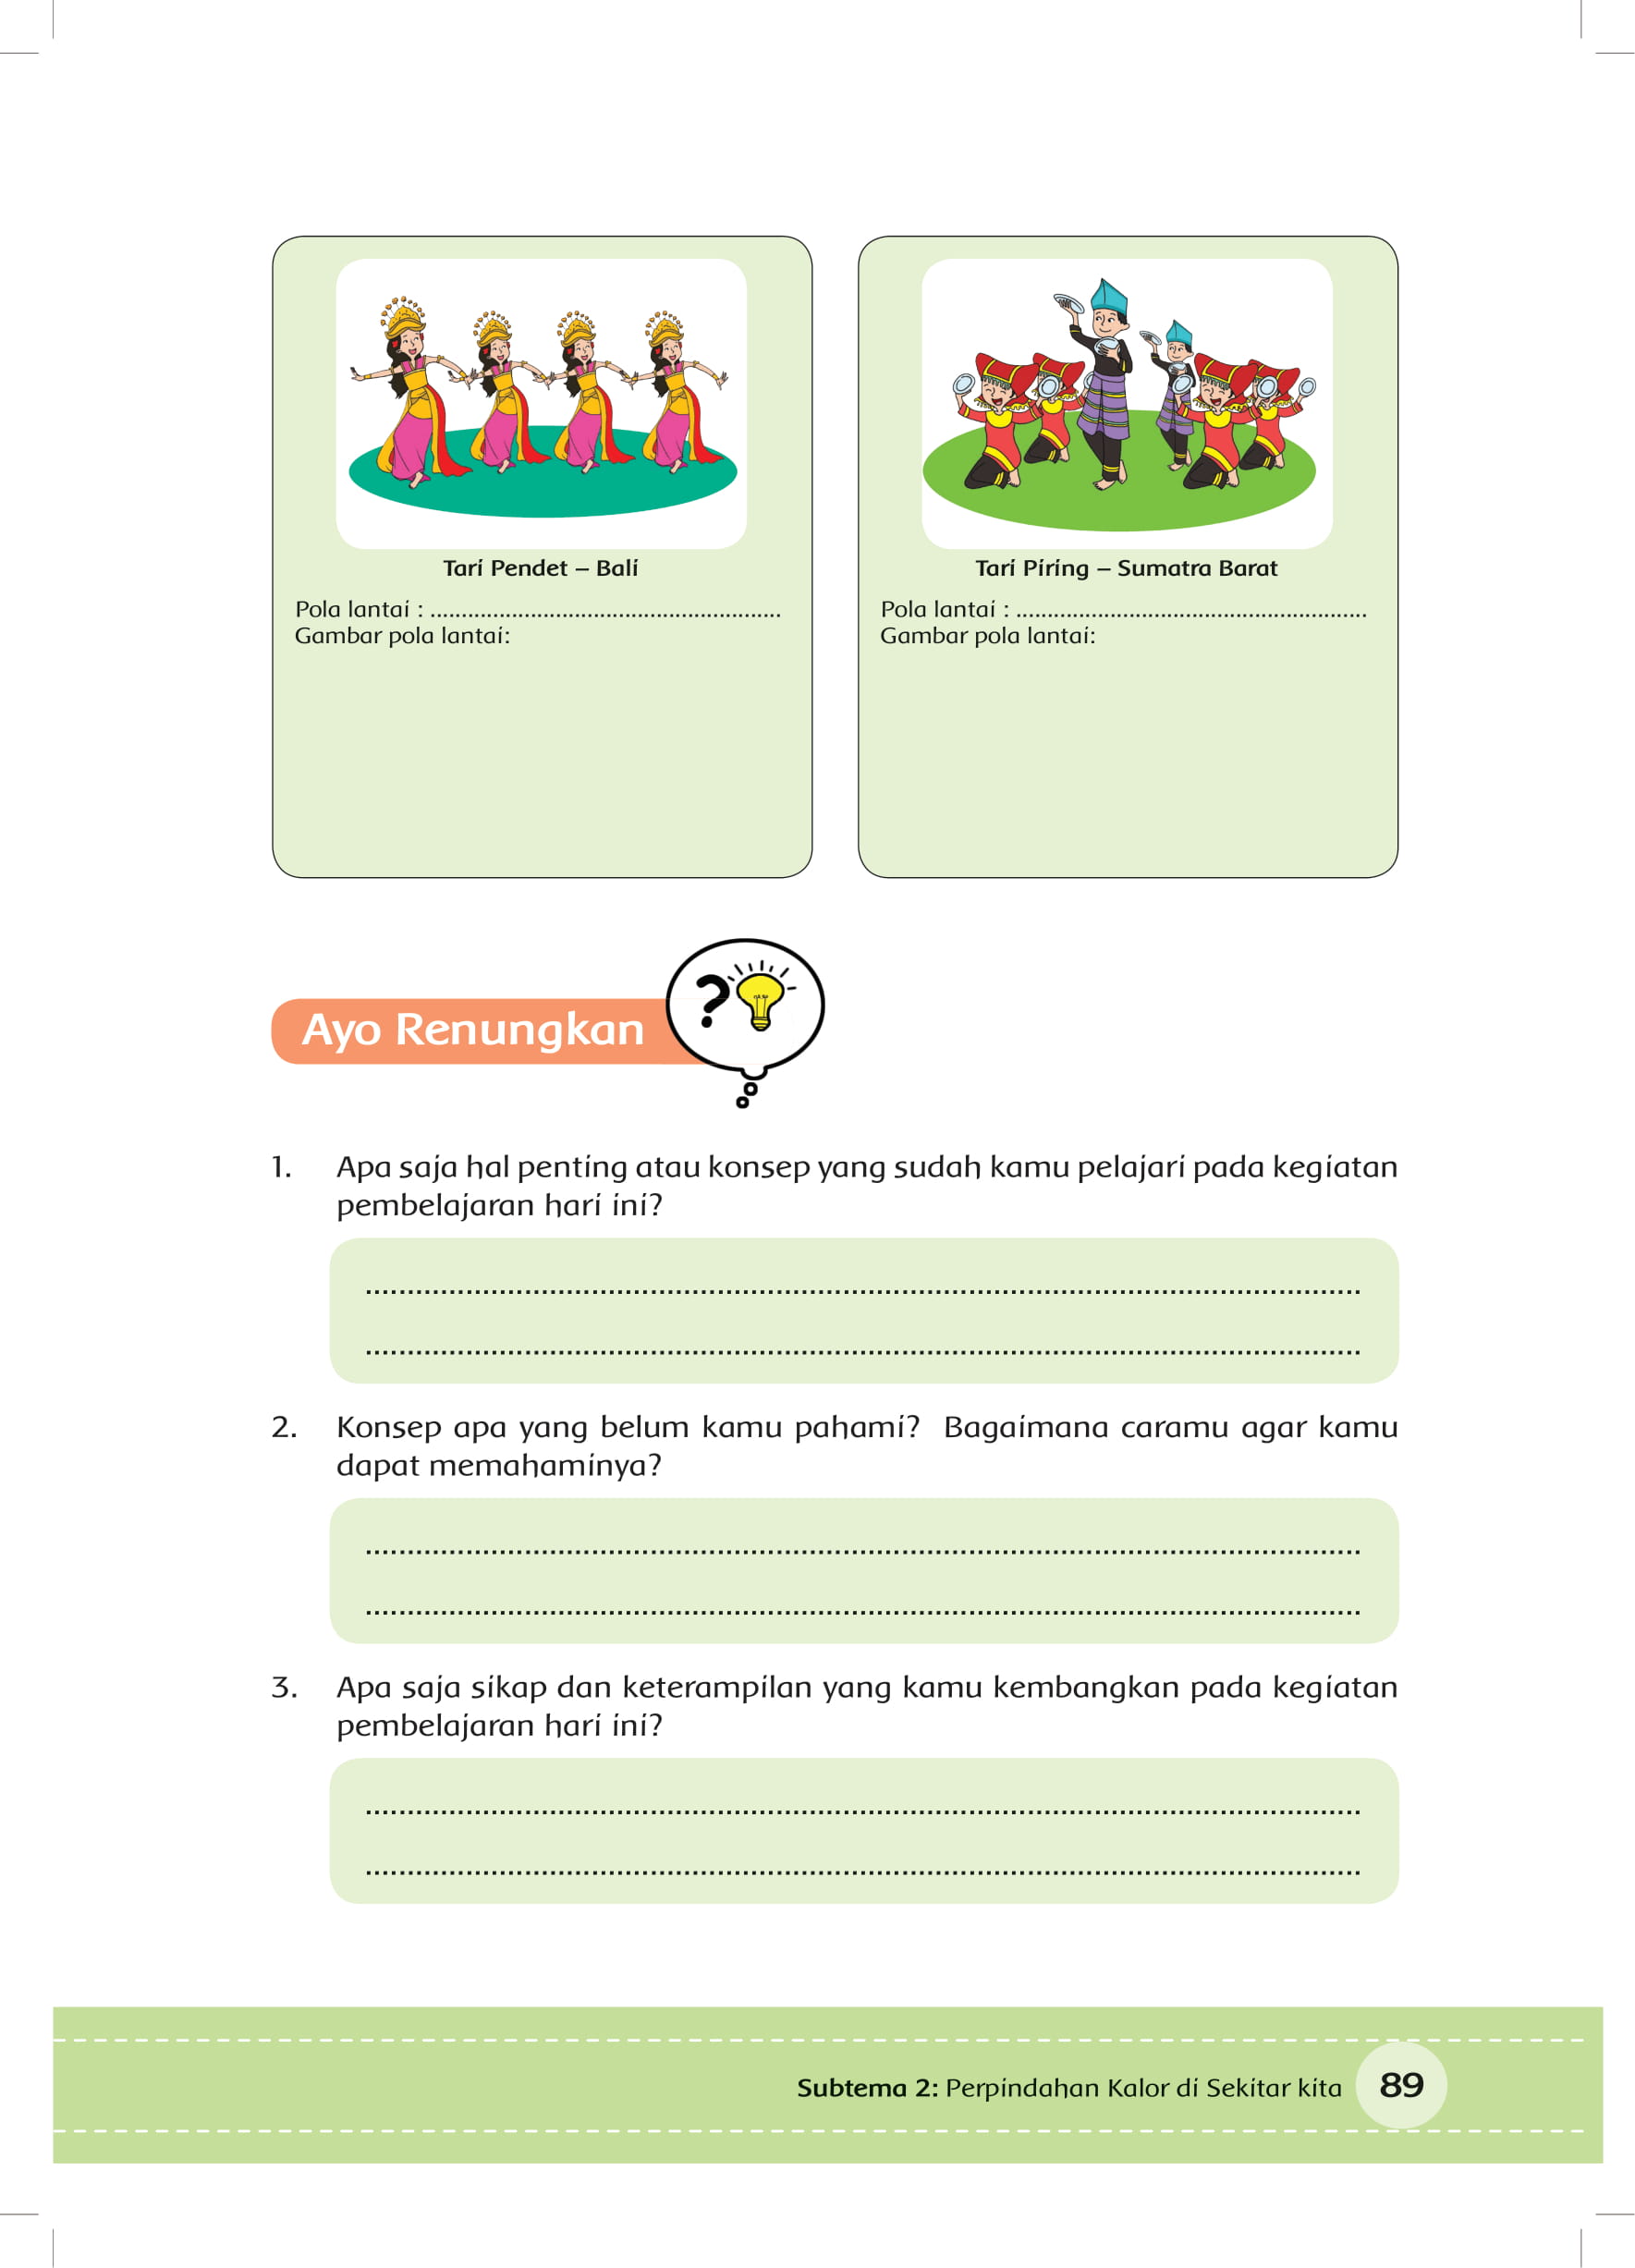 Tari Pendet – Bali
Pola lantai : ........................................................
Gambar pola lantai:
Tari Piring – Sumatra Barat
Pola lantai : ........................................................
Gambar pola lantai:
Ayo Renungkan
1. Apa saja hal penting atau konsep yang sudah kamu pelajari pada kegiatan
pembelajaran hari ini?
2. Konsep apa yang belum kamu pahami? Bagaimana caramu agar kamu
dapat memahaminya?
3. Apa saja sikap dan keterampilan yang kamu kembangkan pada kegiatan
pembelajaran hari ini?
Subtema 2: Perpindahan Kalor di Sekitar kita 89